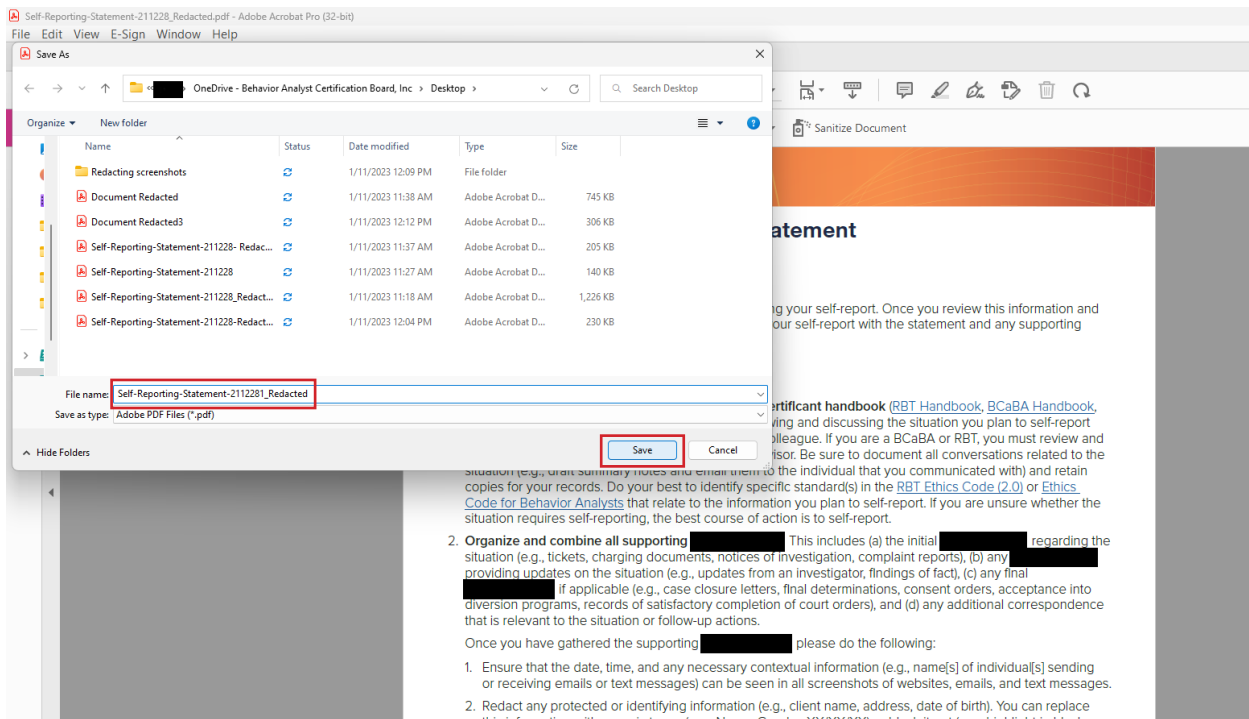 Self-Reporting-Statement-211228_Redacted.pdf - Adobe Acrobat Pro (32-bit)
File Edit View E-Sign Window Help
Save As
OneDrive - Behavior Analyst Certification Board, Inc > Desktop >
Search Desktop
Organize New folder
Sanitize Document
Name Status Date modified Type Size
Redacting screenshots 1/11/2023 12:09 PM File folder
Document Redacted 1/11/2023 11:38 AM Adobe Acrobat D... 745 KB
Document Redacted3 1/11/2023 12:12 PM Adobe Acrobat D... 306 KB
Self-Reporting-Statement-211228- Redac... 1/11/2023 11:37 AM Adobe Acrobat D... 205 KB
Self-Reporting-Statement-211228 1/11/2023 11:27 AM Adobe Acrobat D... 140 KB
Self-Reporting-Statement-211228_Redact... 1/11/2023 11:18 AM Adobe Acrobat D... 1,226 KB
Self-Reporting-Statement-211228-Redact... 1/11/2023 12:04 PM Adobe Acrobat D... 230 KB
File name: Self-Reporting-Statement-2112281_Redacted
Save as type: Adobe PDF Files (*.pdf)
Hide Folders Save Cancel
atement
ng your self-report. Once you review this information and
our self-report with the statement and any supporting
ertificant handbook (RBT Handbook, BCaBA Handbook,
ving and discussing the situation you plan to self-report
olleague. If you are a BCaBA or RBT, you must review and
isor. Be sure to document all conversations related to the
situation (e.g., draft summary notes and email them to the individual that you communicated with) and retain
copies for your records. Do your best to identify specific standard(s) in the RBT Ethics Code (2.0) or Ethics
Code for Behavior Analysts that relate to the information you plan to self-report. If you are unsure whether the
situation requires self-reporting, the best course of action is to self-report.
2. Organize and combine all supporting This includes (a) the initial regarding the
situation (e.g., tickets, charging documents, notices of investigation, complaint reports), (b) any
providing updates on the situation (e.g., updates from an investigator, findings of fact), (c) any final
if applicable (e.g., case closure letters, final determinations, consent orders, acceptance into
diversion programs, records of satisfactory completion of court orders), and (d) any additional correspondence
that is relevant to the situation or follow-up actions.
Once you have gathered the supporting please do the following:
1. Ensure that the date, time, and any necessary contextual information (e.g., name[s] of individual[s] sending
or receiving emails or text messages) can be seen in all screenshots of websites, emails, and text messages.
2. Redact any protected or identifying information (e.g., client name, address, date of birth). You can replace